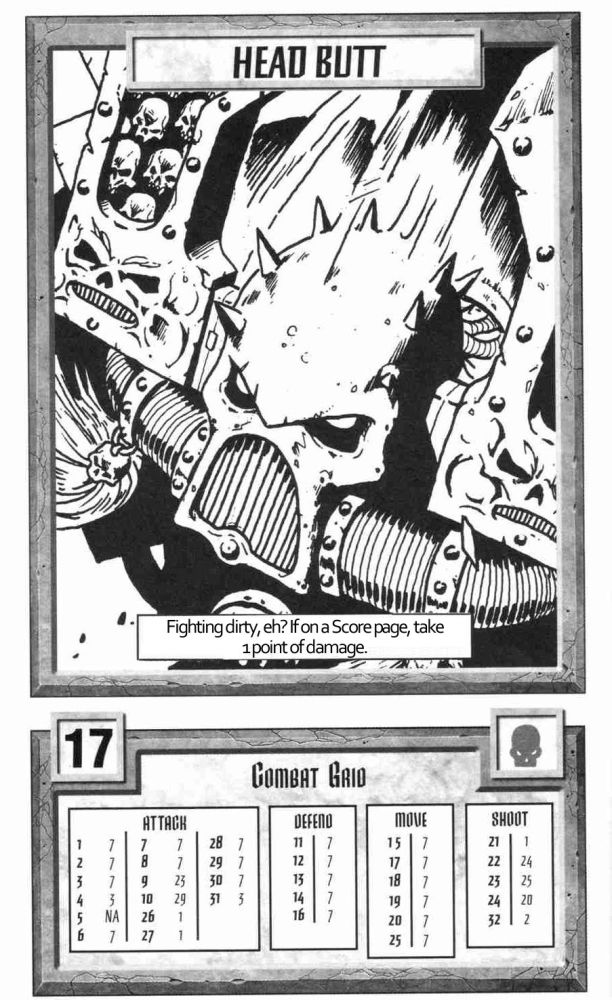 HEAD BUTT
Fighting dirty, eh? If on a Score page, take
1 point of damage.
17
COMBAT GRID
ATTACK
1 7 7 7 28 7
2 7 8 7 29 7
3 7 9 23 30 7
4 3 10 29 31 3
5 NA 26 1
6 7 27 1
DEFEND
11 7
12 7
13 7
14 7
16 7
MOVE
15 7
17 7
18 7
19 7
20 7
25 7
SHOOT
21 1
22 24
23 25
24 20
32 2